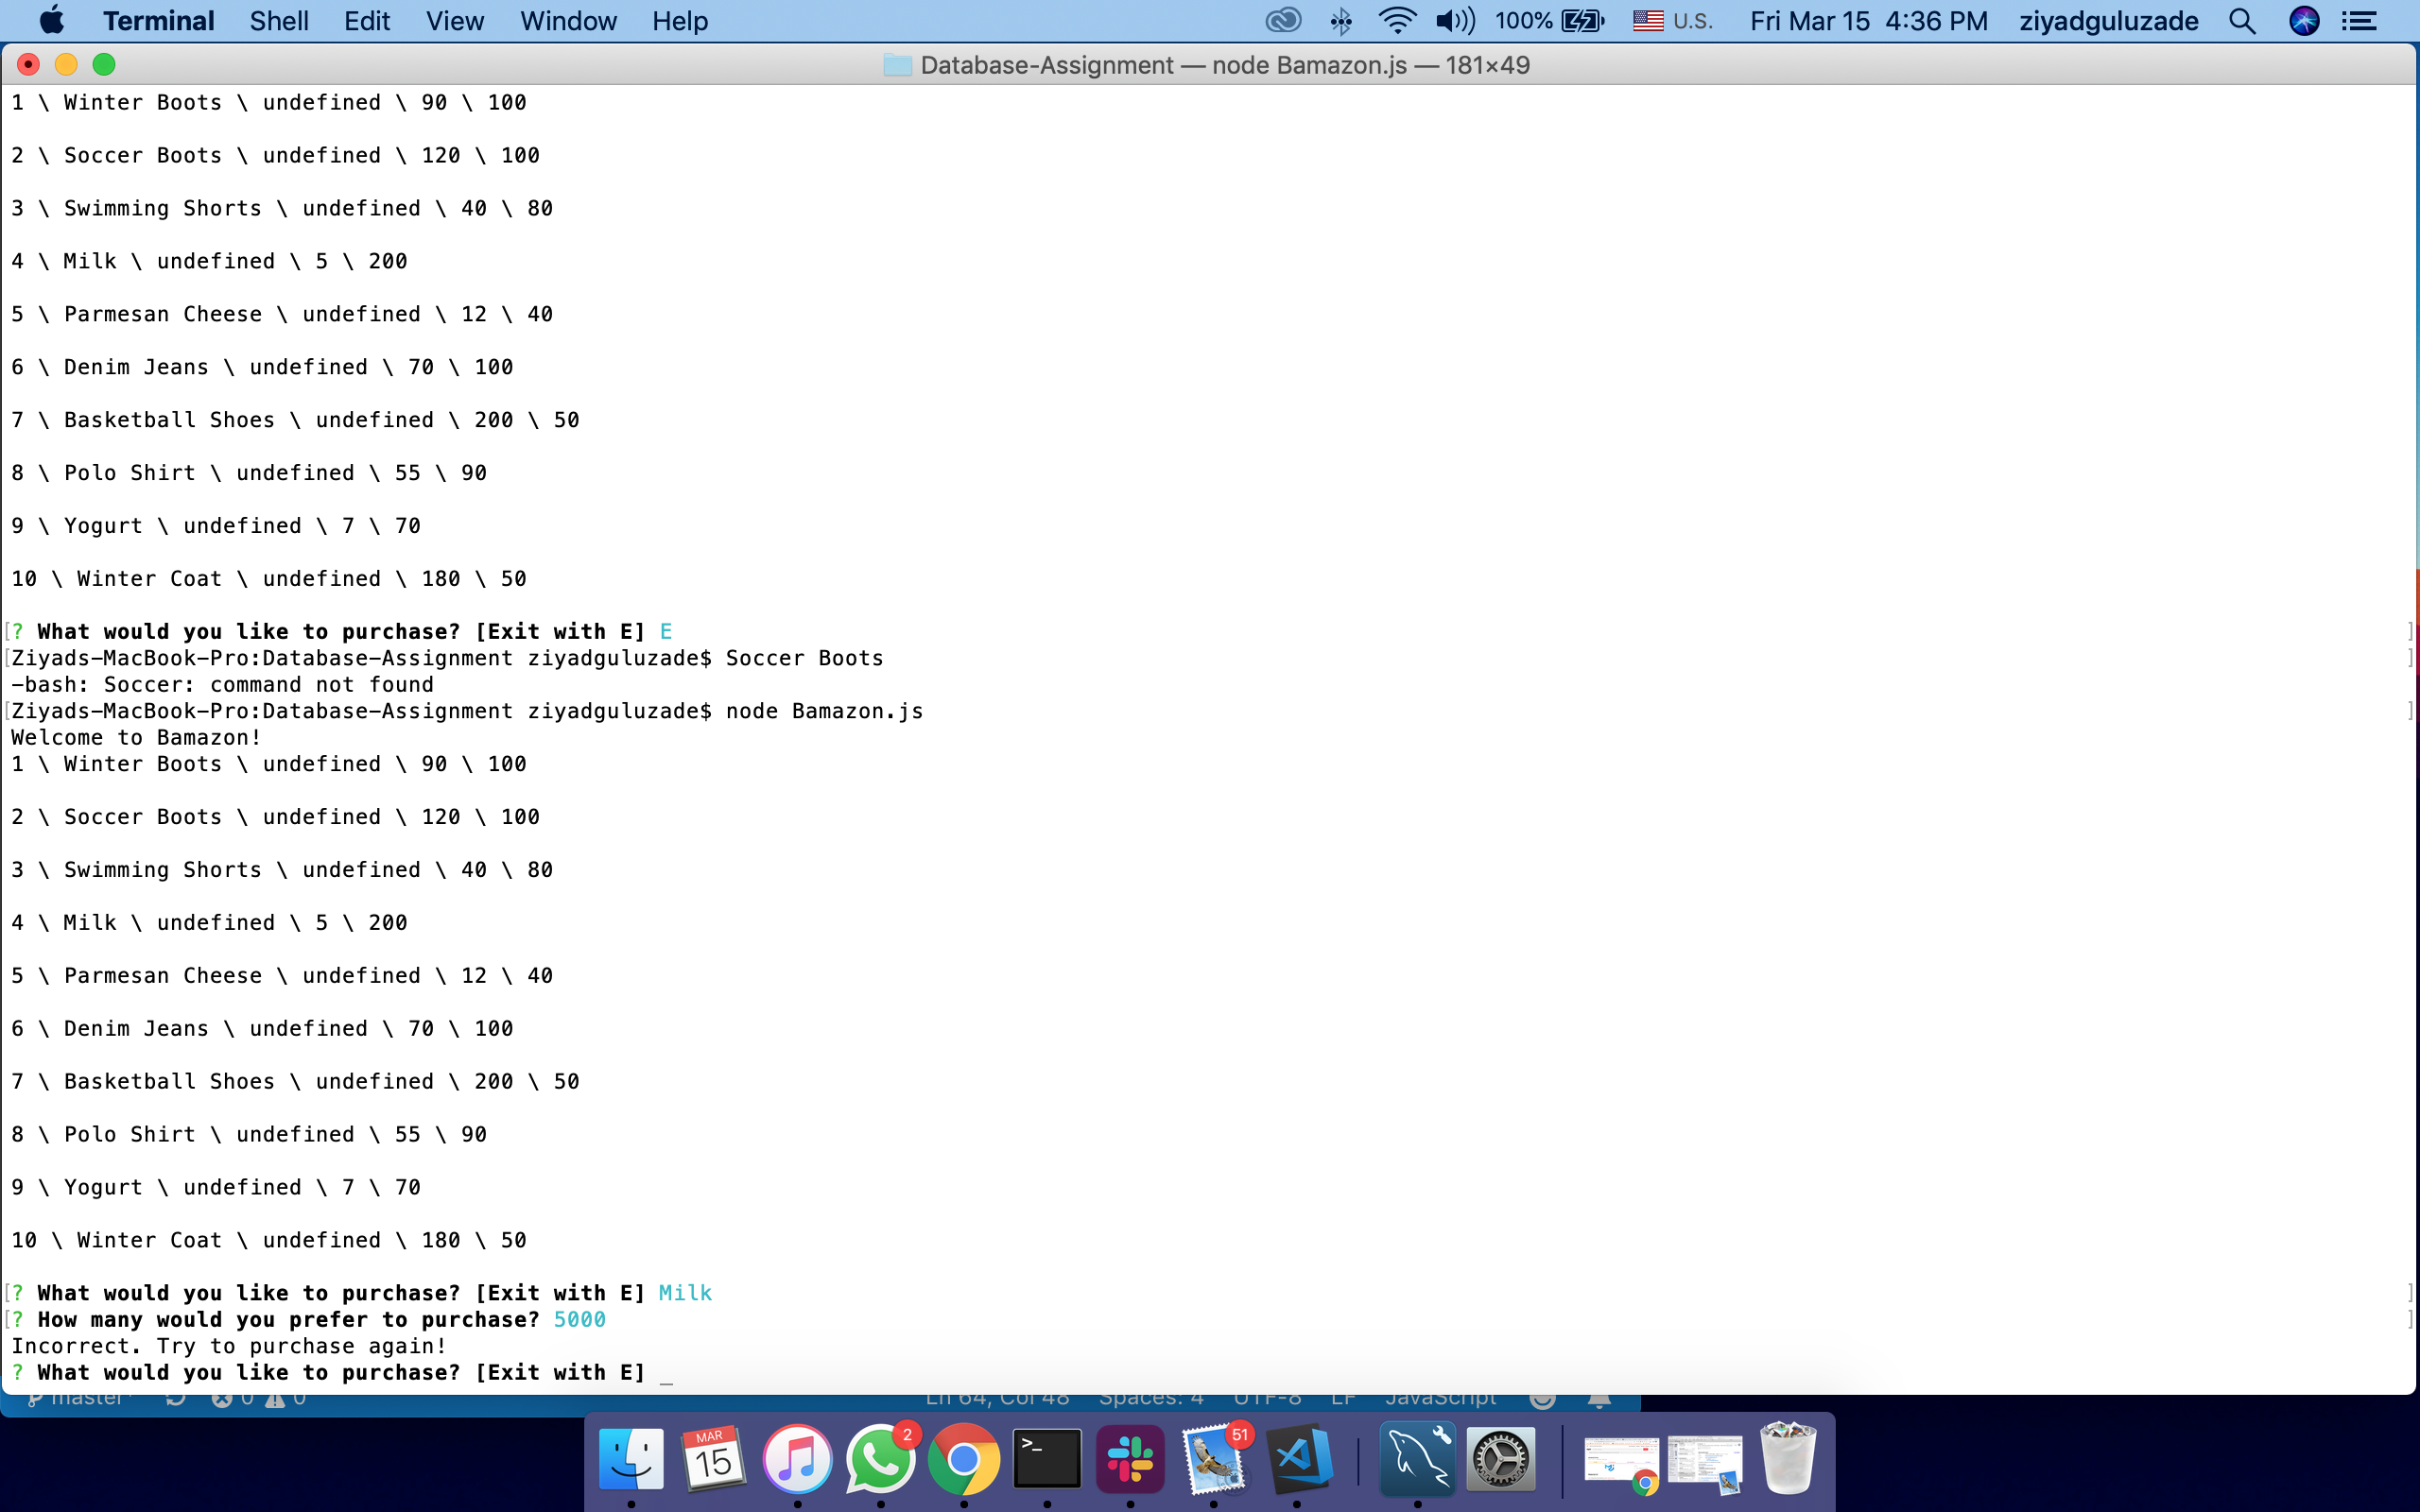 Terminal Shell Edit View Window Help 100% U.S. Fri Mar 15 4:36 PM ziyadguluzade
Database-Assignment — node Bamazon.js — 181×49
1 \ Winter Boots \ undefined \ 90 \ 100
2 \ Soccer Boots \ undefined \ 120 \ 100
3 \ Swimming Shorts \ undefined \ 40 \ 80
4 \ Milk \ undefined \ 5 \ 200
5 \ Parmesan Cheese \ undefined \ 12 \ 40
6 \ Denim Jeans \ undefined \ 70 \ 100
7 \ Basketball Shoes \ undefined \ 200 \ 50
8 \ Polo Shirt \ undefined \ 55 \ 90
9 \ Yogurt \ undefined \ 7 \ 70
10 \ Winter Coat \ undefined \ 180 \ 50
[? What would you like to purchase? [Exit with E] E ]
[Ziyads-MacBook-Pro:Database-Assignment ziyadguluzade$ Soccer Boots ]
-bash: Soccer: command not found
[Ziyads-MacBook-Pro:Database-Assignment ziyadguluzade$ node Bamazon.js ]
Welcome to Bamazon!
1 \ Winter Boots \ undefined \ 90 \ 100
2 \ Soccer Boots \ undefined \ 120 \ 100
3 \ Swimming Shorts \ undefined \ 40 \ 80
4 \ Milk \ undefined \ 5 \ 200
5 \ Parmesan Cheese \ undefined \ 12 \ 40
6 \ Denim Jeans \ undefined \ 70 \ 100
7 \ Basketball Shoes \ undefined \ 200 \ 50
8 \ Polo Shirt \ undefined \ 55 \ 90
9 \ Yogurt \ undefined \ 7 \ 70
10 \ Winter Coat \ undefined \ 180 \ 50
[? What would you like to purchase? [Exit with E] Milk ]
[? How many would you prefer to purchase? 5000 ]
Incorrect. Try to purchase again!
? What would you like to purchase? [Exit with E] _
master* 0 0 Ln 64, Col 48 Spaces: 4 UTF-8 LF JavaScript
MAR 15 2 >_ 51